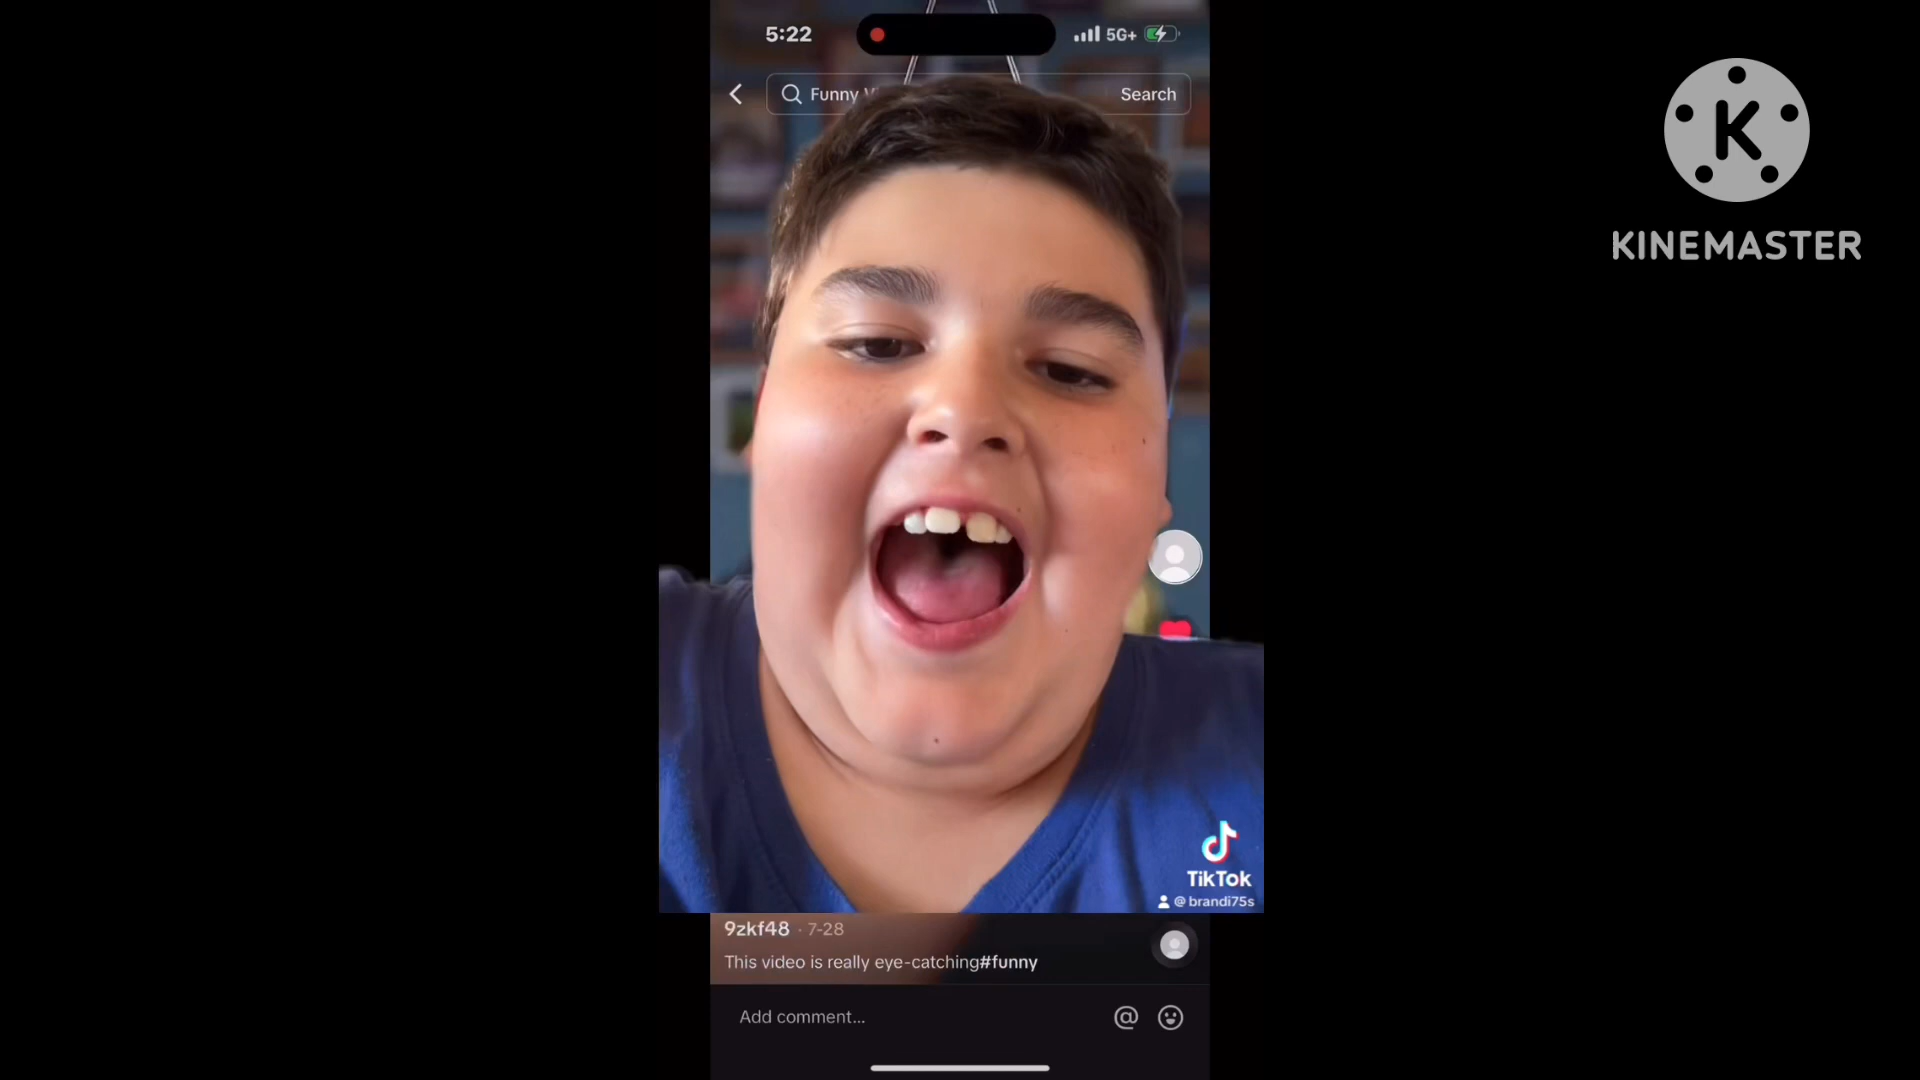 5:22
5G+
Funny
Search
K
KINEMASTER
TikTok
@brandi75s
9zkf48 · 7-28
This video is really eye-catching#funny
Add comment...
@